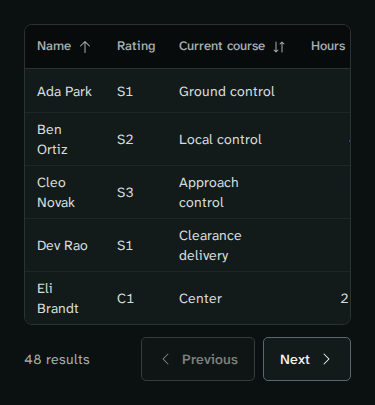 Name Rating Current course Hours
Ada Park S1 Ground control
Ben
Ortiz S2 Local control
Cleo
Novak S3 Approach
control
Dev Rao S1 Clearance
delivery
Eli
Brandt C1 Center 2
48 results Previous Next